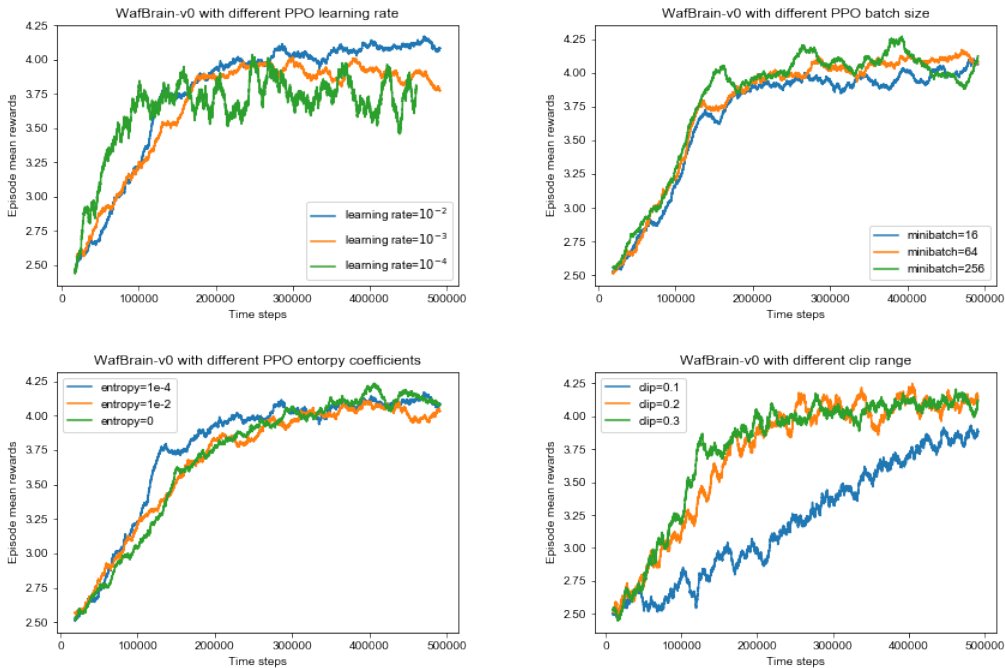 WafBrain-v0 with different PPO learning rate
Episode mean rewards
4.25
4.00
3.75
3.50
3.25
3.00
2.75
2.50
learning rate=10⁻²
learning rate=10⁻³
learning rate=10⁻⁴
0 100000 200000 300000 400000 500000
Time steps
WafBrain-v0 with different PPO batch size
Episode mean rewards
4.25
4.00
3.75
3.50
3.25
3.00
2.75
2.50
minibatch=16
minibatch=64
minibatch=256
0 100000 200000 300000 400000 500000
Time steps
WafBrain-v0 with different PPO entorpy coefficients
Episode mean rewards
4.25
4.00
3.75
3.50
3.25
3.00
2.75
2.50
entropy=1e-4
entropy=1e-2
entropy=0
0 100000 200000 300000 400000 500000
Time steps
WafBrain-v0 with different clip range
Episode mean rewards
4.25
4.00
3.75
3.50
3.25
3.00
2.75
2.50
clip=0.1
clip=0.2
clip=0.3
0 100000 200000 300000 400000 500000
Time steps